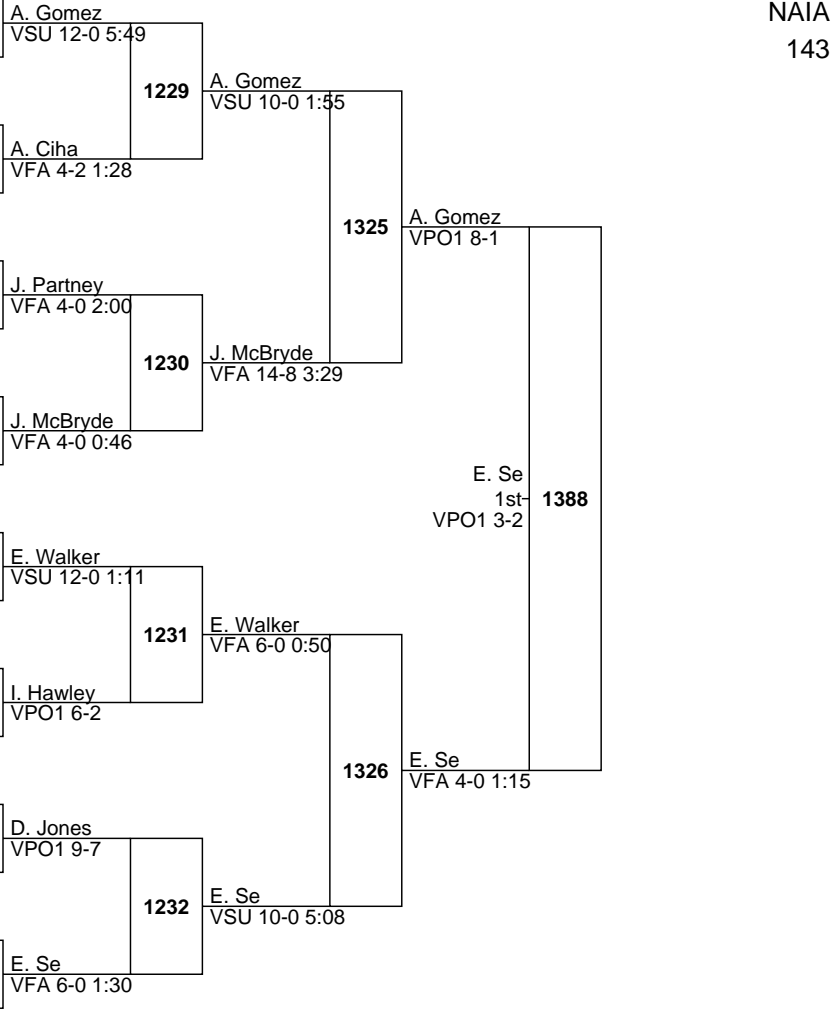 NAIA
143
A. Gomez
VSU 12-0 5:49
1229
A. Gomez
VSU 10-0 1:55
A. Ciha
VFA 4-2 1:28
1325
A. Gomez
VPO1 8-1
J. Partney
VFA 4-0 2:00
1230
J. McBryde
VFA 14-8 3:29
J. McBryde
VFA 4-0 0:46
E. Se
1st
VPO1 3-2
1388
E. Walker
VSU 12-0 1:11
1231
E. Walker
VFA 6-0 0:50
I. Hawley
VPO1 6-2
1326
E. Se
VFA 4-0 1:15
D. Jones
VPO1 9-7
1232
E. Se
VSU 10-0 5:08
E. Se
VFA 6-0 1:30